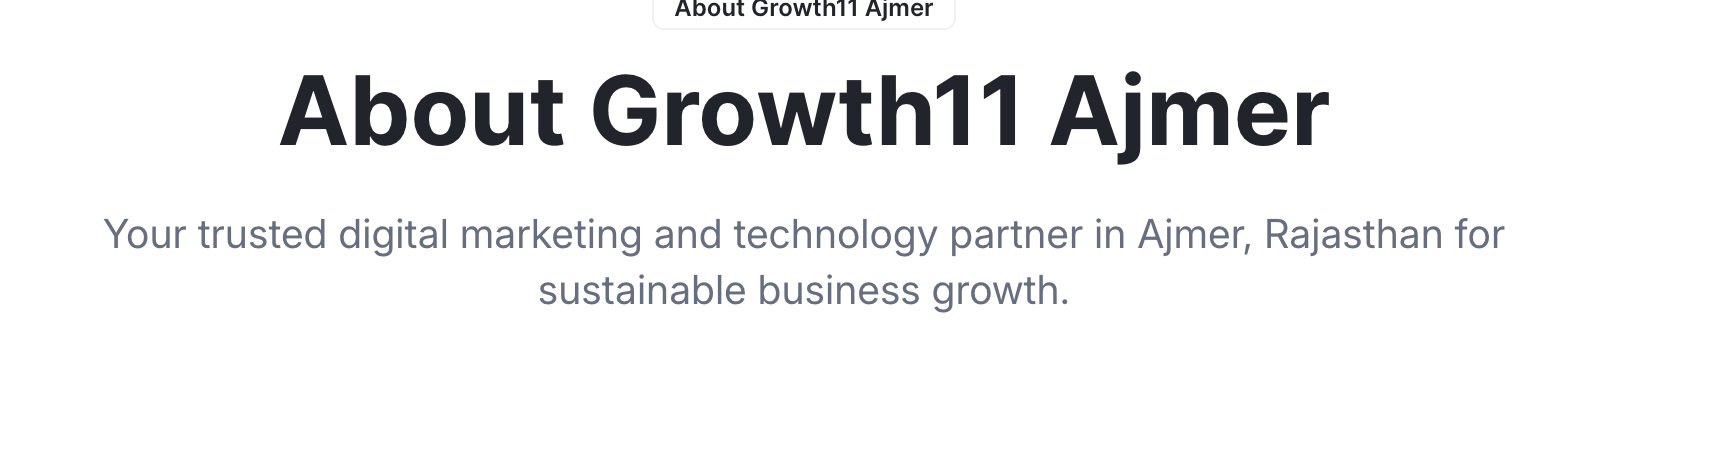 About Growth11 Ajmer
About Growth11 Ajmer
Your trusted digital marketing and technology partner in Ajmer, Rajasthan for
sustainable business growth.